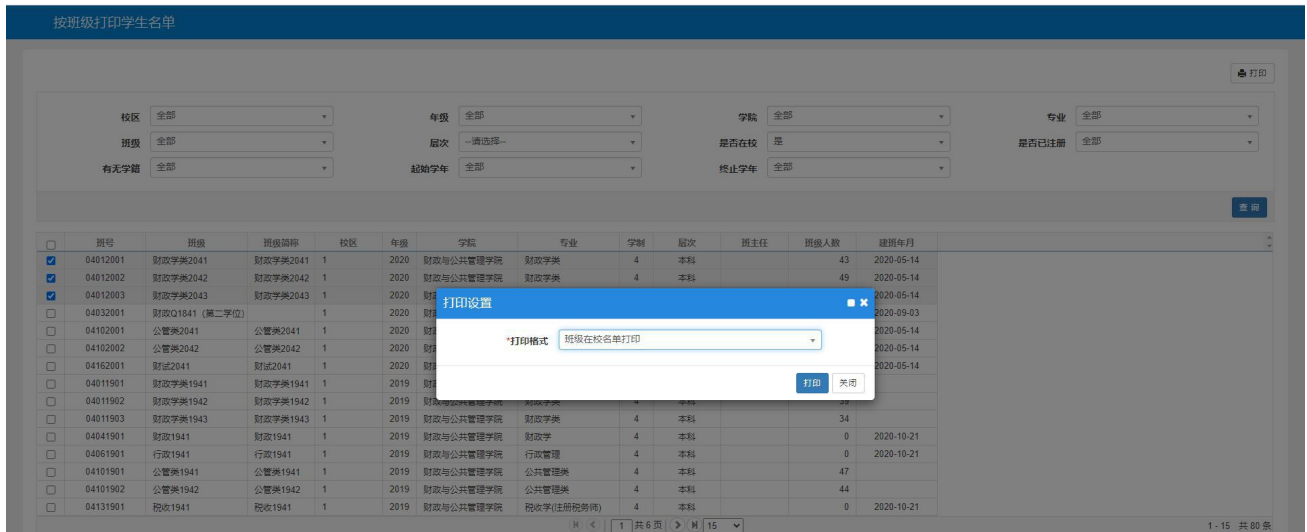 按班级打印学生名单
打印
校区 全部 年级 全部 学院 全部 专业 全部
班级 全部 层次 --请选择-- 是否在校 是 是否已注册 全部
有无学籍 全部 起始学年 全部 终止学年 全部
查 询
班号 班级 班级简称 校区 年级 学院 专业 学制 层次 班主任 班级人数 建班年月
04012001 财政学类2041 财政学类2041 1 2020 财政与公共管理学院 财政学类 4 本科 43 2020-05-14
04012002 财政学类2042 财政学类2042 1 2020 财政与公共管理学院 财政学类 4 本科 49 2020-05-14
04012003 财政学类2043 财政学类2043 1 2020 2020-05-14
04032001 财政Q1841 (第二学位) 1 2020 2020-09-03
04102001 公管类2041 公管类2041 1 2020 2020-05-14
04102002 公管类2042 公管类2042 1 2020 2020-05-14
04162001 财试2041 财试2041 1 2020 2020-05-14
打印设置
*打印格式 班级在校名单打印
打印 关闭
04011901 财政学类1941 财政学类1941 1 2019
04011902 财政学类1942 财政学类1942 1 2019 财政与公共管理学院 财政学类 4 本科 39
04011903 财政学类1943 财政学类1943 1 2019 财政与公共管理学院 财政学类 4 本科 34
04041901 财政1941 财政1941 1 2019 财政与公共管理学院 财政学 4 本科 0 2020-10-21
04061901 行政1941 行政1941 1 2019 财政与公共管理学院 行政管理 4 本科 0 2020-10-21
04101901 公管类1941 公管类1941 1 2019 财政与公共管理学院 公共管理类 4 本科 47
04101902 公管类1942 公管类1942 1 2019 财政与公共管理学院 公共管理类 4 本科 44
04131901 税收1941 税收1941 1 2019 财政与公共管理学院 税收学(注册税务师) 4 本科 0 2020-10-21
1 共 6 页 15
1 - 15 共 80 条